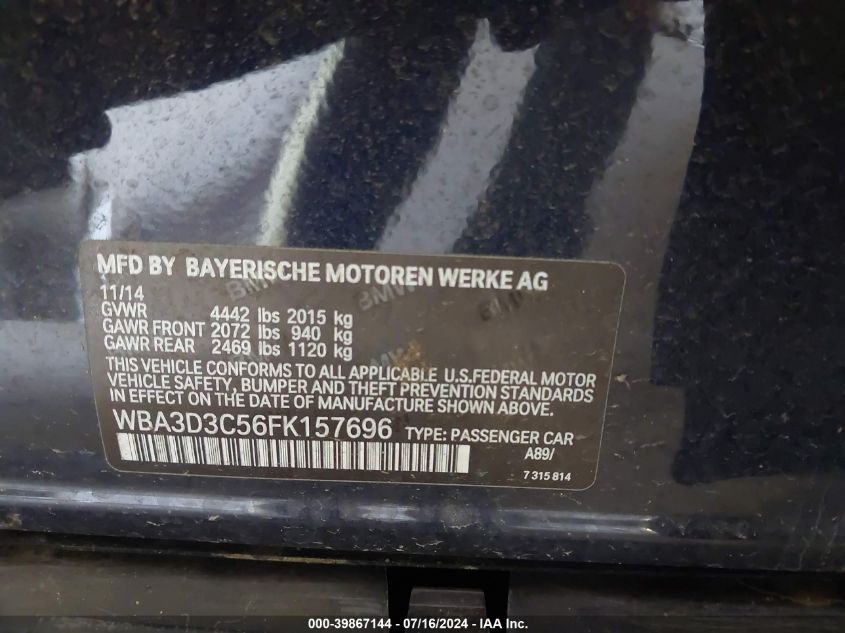 MFD BY BAYERISCHE MOTOREN WERKE AG
11/14
GVWR 4442 lbs 2015 kg
GAWR FRONT 2072 lbs 940 kg
GAWR REAR 2469 lbs 1120 kg
THIS VEHICLE CONFORMS TO ALL APPLICABLE U.S.FEDERAL MOTOR
VEHICLE SAFETY, BUMPER AND THEFT PREVENTION STANDARDS
IN EFFECT ON THE DATE OF MANUFACTURE SHOWN ABOVE.
WBA3D3C56FK157696 TYPE: PASSENGER CAR
A89/
7 315 814
000-39867144 / 07/16/2024 - IAA Inc.